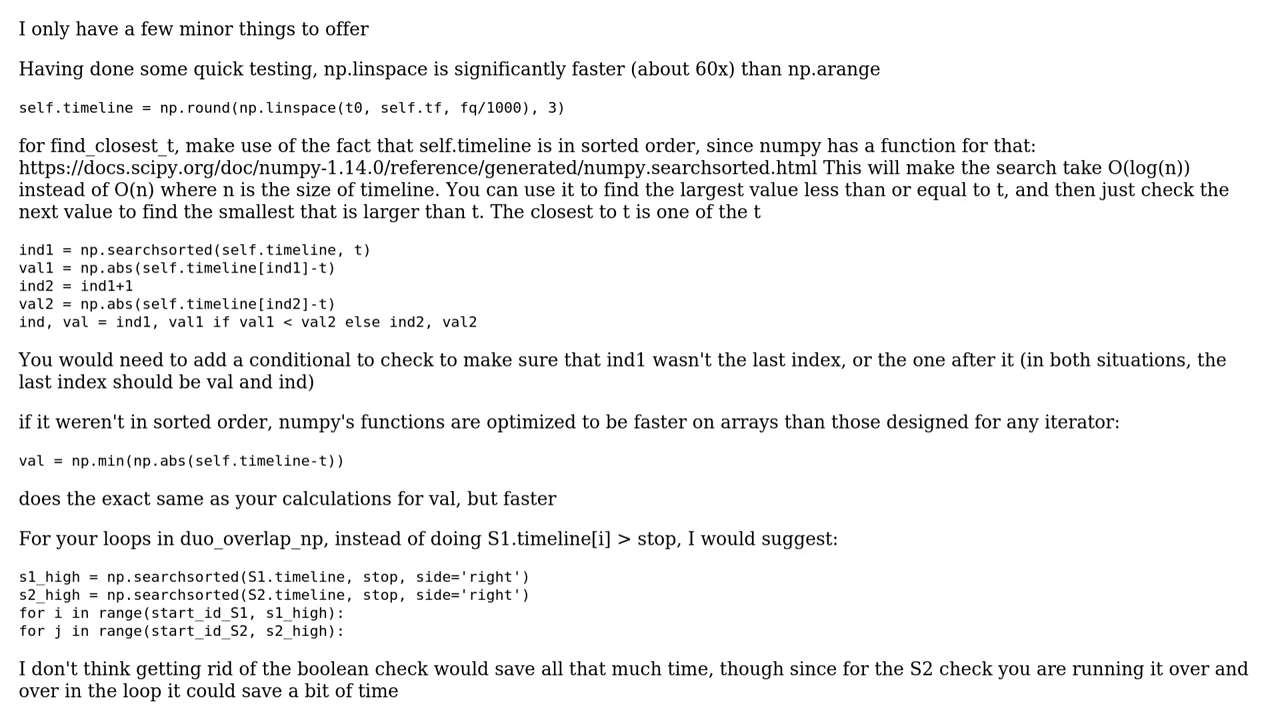 I only have a few minor things to offer
Having done some quick testing, np.linspace is significantly faster (about 60x) than np.arange
self.timeline = np.round(np.linspace(t0, self.tf, fq/1000), 3)
for find_closest_t, make use of the fact that self.timeline is in sorted order, since numpy has a function for that:
https://docs.scipy.org/doc/numpy-1.14.0/reference/generated/numpy.searchsorted.html This will make the search take O(log(n))
instead of O(n) where n is the size of timeline. You can use it to find the largest value less than or equal to t, and then just check the
next value to find the smallest that is larger than t. The closest to t is one of the t
ind1 = np.searchsorted(self.timeline, t)
val1 = np.abs(self.timeline[ind1]-t)
ind2 = ind1+1
val2 = np.abs(self.timeline[ind2]-t)
ind, val = ind1, val1 if val1 < val2 else ind2, val2
You would need to add a conditional to check to make sure that ind1 wasn't the last index, or the one after it (in both situations, the
last index should be val and ind)
if it weren't in sorted order, numpy's functions are optimized to be faster on arrays than those designed for any iterator:
val = np.min(np.abs(self.timeline-t))
does the exact same as your calculations for val, but faster
For your loops in duo_overlap_np, instead of doing S1.timeline[i] > stop, I would suggest:
s1_high = np.searchsorted(S1.timeline, stop, side='right')
s2_high = np.searchsorted(S2.timeline, stop, side='right')
for i in range(start_id_S1, s1_high):
for j in range(start_id_S2, s2_high):
I don't think getting rid of the boolean check would save all that much time, though since for the S2 check you are running it over and
over in the loop it could save a bit of time